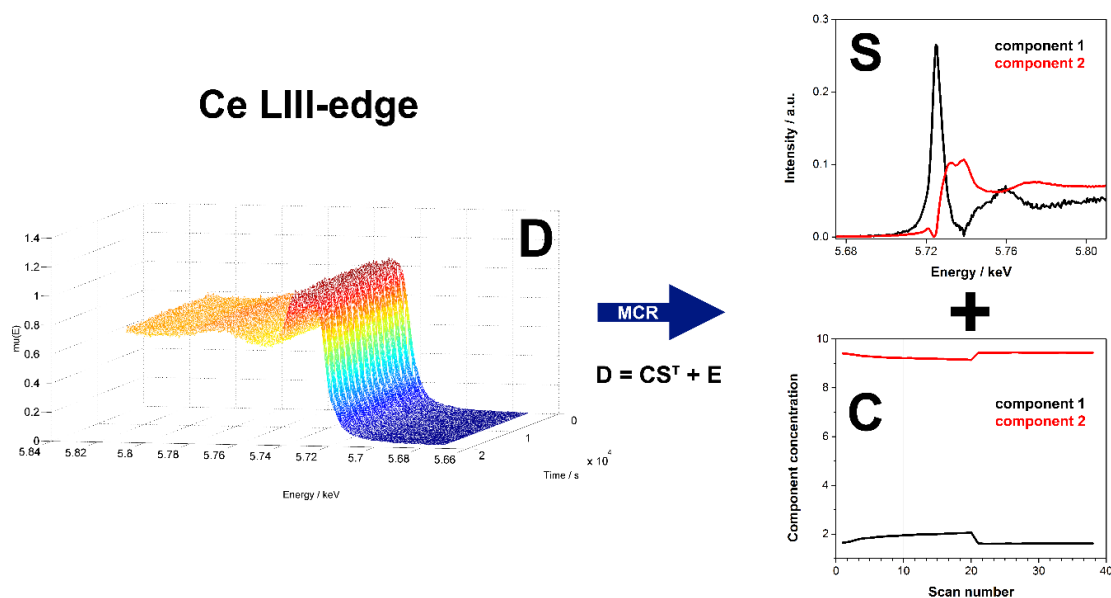 Ce LIII-edge
D
1.4
1.2
1
0.8
0.6
0.4
0.2
0
mu(E)
5.84 5.82 5.8 5.78 5.76 5.74 5.72 5.7 5.68 5.66
Energy / keV
0
1
2
x 10⁴
Time / s
MCR
D = CSᵀ + E
S
component 1
component 2
0.3
0.2
0.1
0.0
Intensity / a.u.
5.68 5.72 5.76 5.80
Energy / keV
+
C
component 1
component 2
10
8
6
4
2
Component concentration
0 10 20 30 40
Scan number